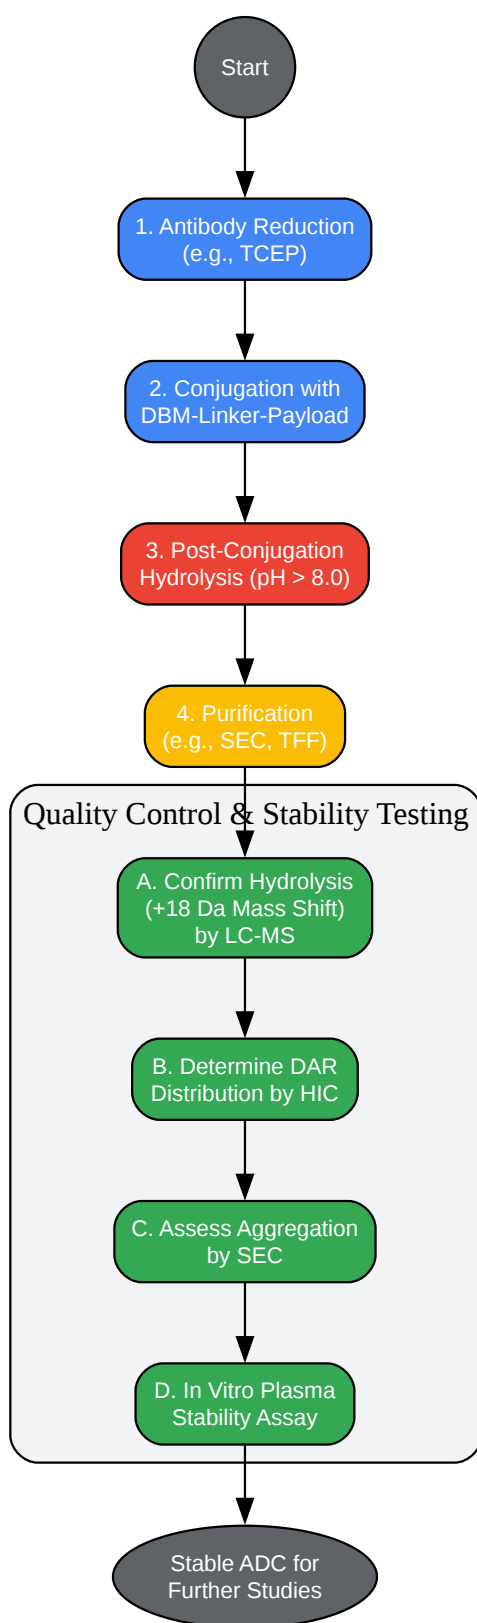 Start
1. Antibody Reduction
(e.g., TCEP)
2. Conjugation with
DBM-Linker-Payload
3. Post-Conjugation
Hydrolysis (pH > 8.0)
4. Purification
(e.g., SEC, TFF)
Quality Control & Stability Testing
A. Confirm Hydrolysis
(+18 Da Mass Shift)
by LC-MS
B. Determine DAR
Distribution by HIC
C. Assess Aggregation
by SEC
D. In Vitro Plasma
Stability Assay
Stable ADC for
Further Studies